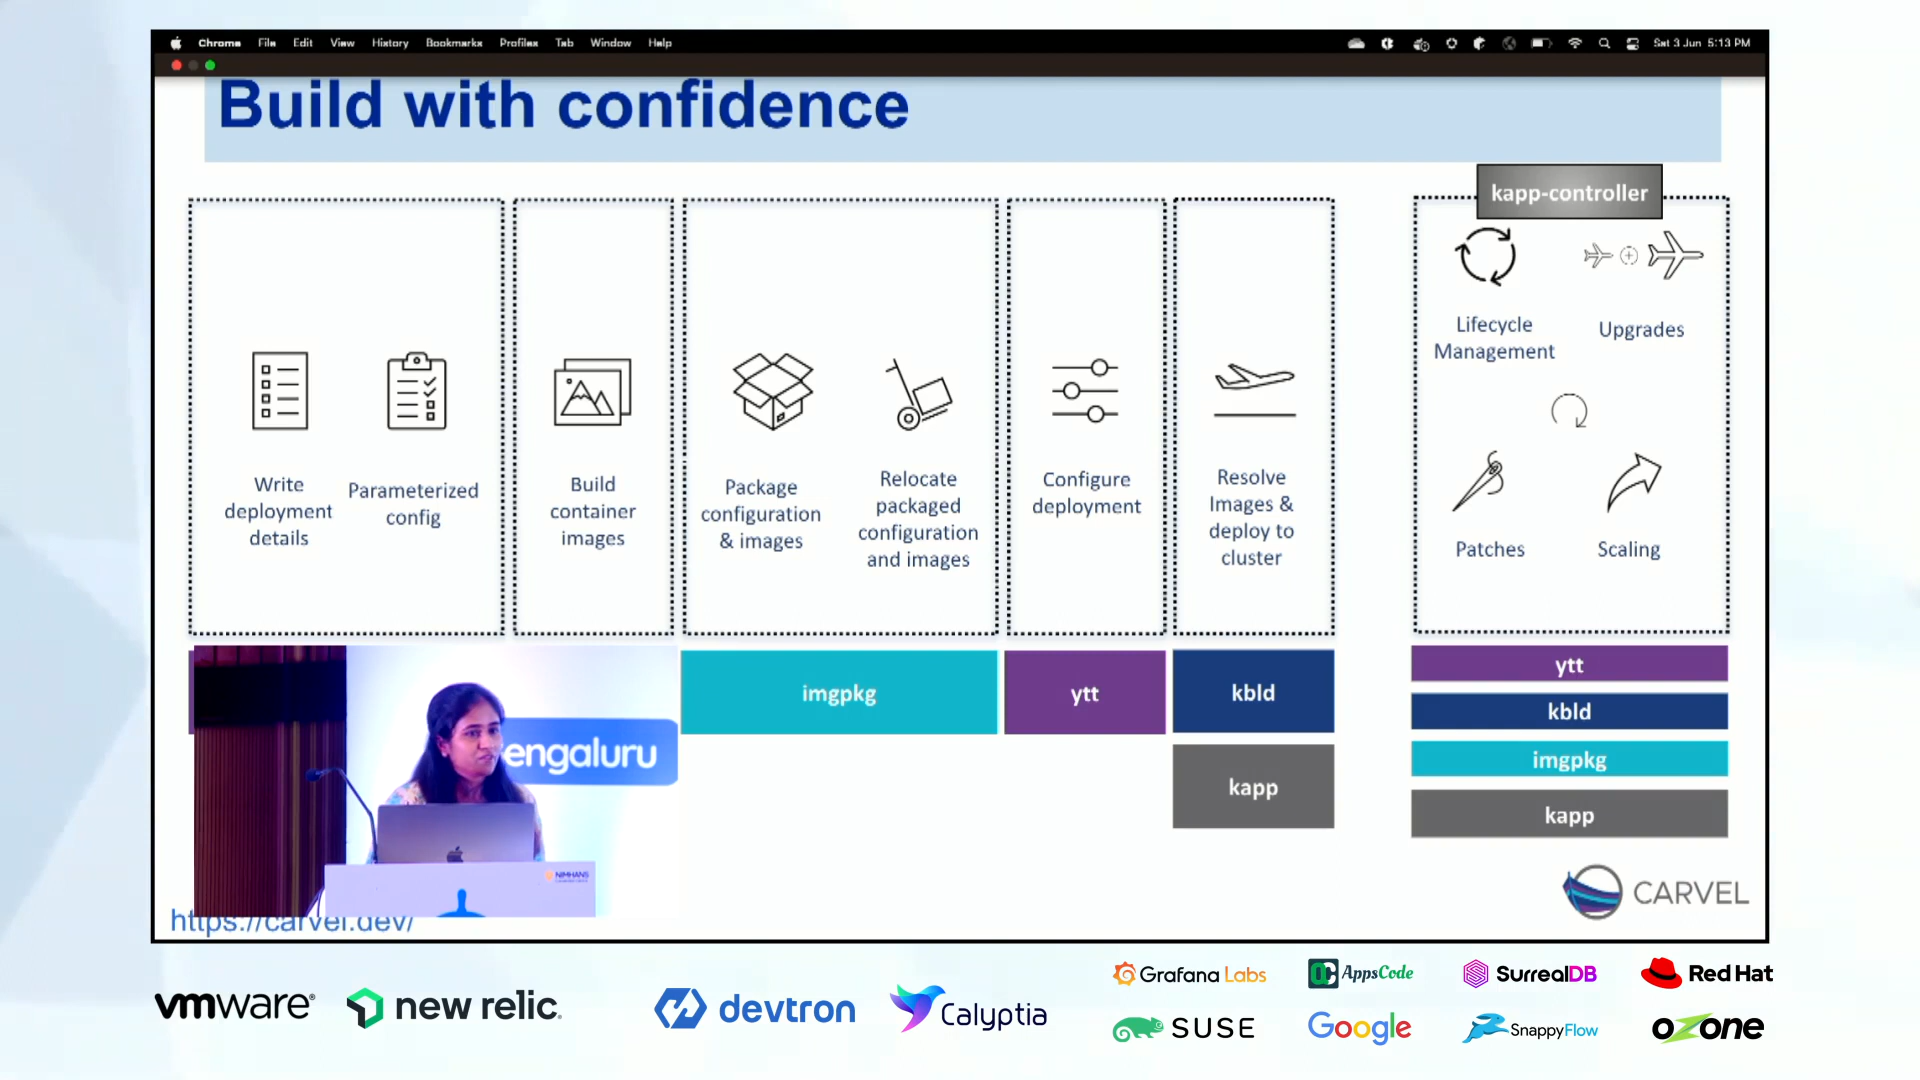 Chrome File Edit View History Bookmarks Profiles Tab Window Help
Sat 3 Jun 5:13 PM
Build with confidence
kapp-controller
Write
deployment
details
Parameterized
config
Build
container
images
Package
configuration
& images
Relocate
packaged
configuration
and images
Configure
deployment
Resolve
Images &
deploy to
cluster
Lifecycle
Management
Upgrades
Patches
Scaling
imgpkg
ytt
kbld
kapp
ytt
kbld
imgpkg
kapp
engaluru
NIMHANS
https://carvel.dev/
CARVEL
vmware®
new relic.
devtron
Calyptia
Grafana Labs
AppsCode
SurrealDB
Red Hat
SUSE
Google
SnappyFlow
ozone